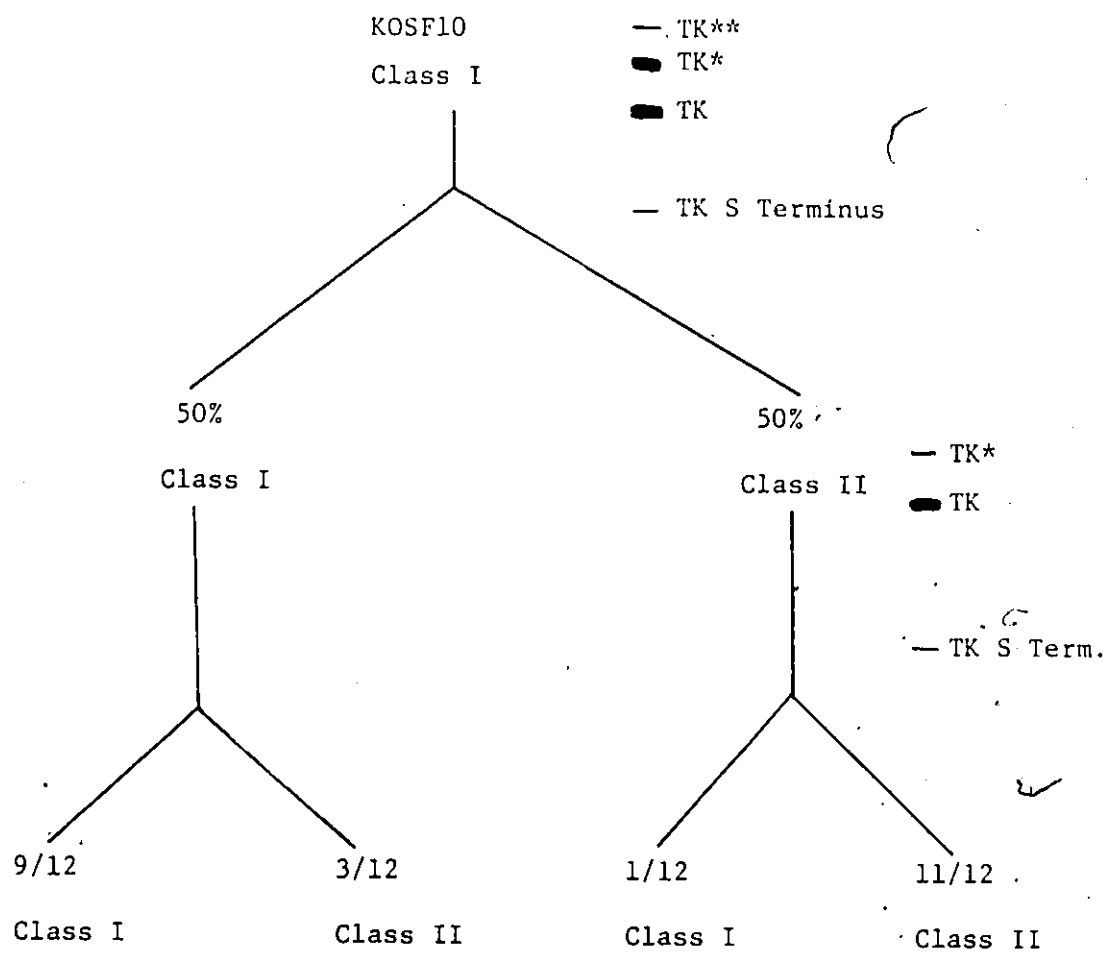 KOSF10
TK**
TK*
Class I
TK
TK S Terminus
50%
50%
TK*
Class I
Class II
TK
TK S Term.
9/12
3/12
1/12
11/12
Class I
Class II
Class I
Class II